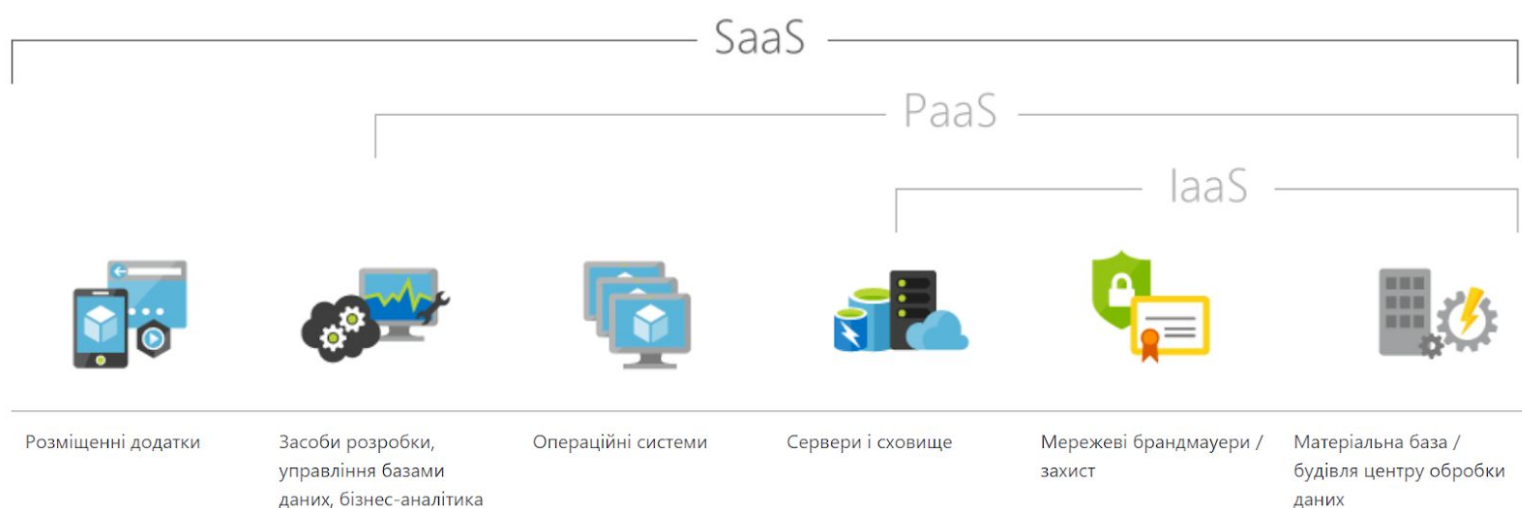 SaaS
PaaS
IaaS
Розміщенні додатки
Засоби розробки,
управління базами
даних, бізнес-аналітика
Операційні системи
Сервери і сховище
Мережеві брандмауери /
захист
Матеріальна база /
будівля центру обробки
даних